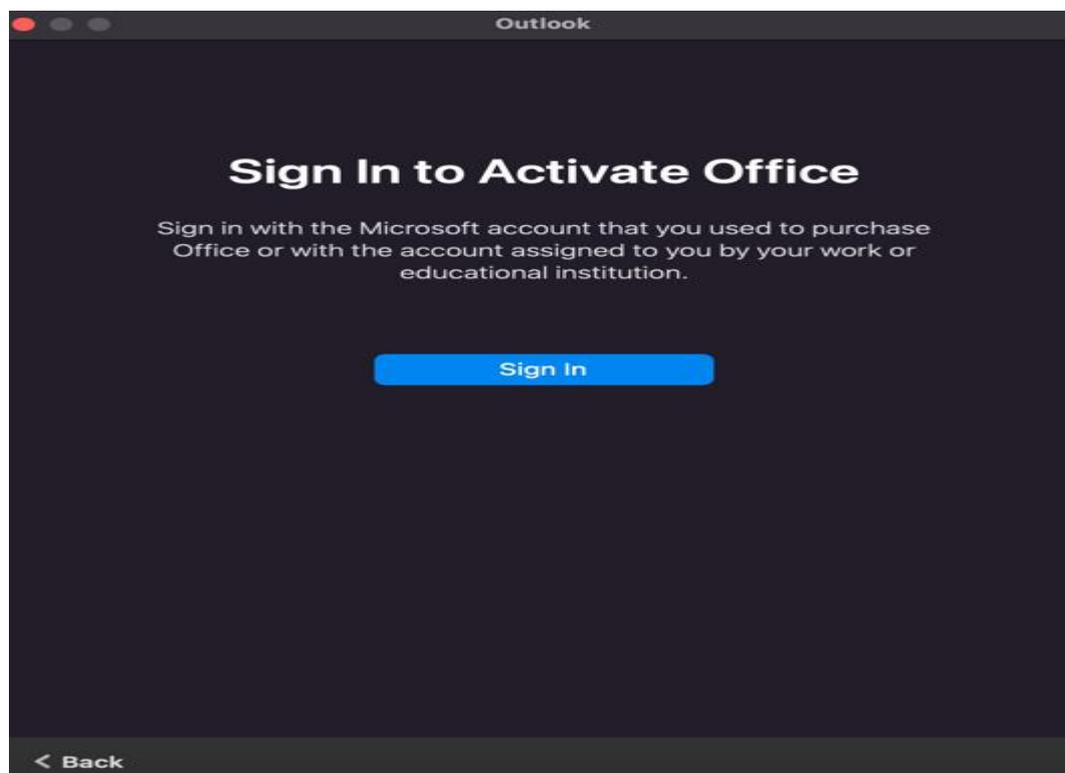 Outlook
Sign In to Activate Office
Sign in with the Microsoft account that you used to purchase
Office or with the account assigned to you by your work or
educational institution.
Sign In
< Back